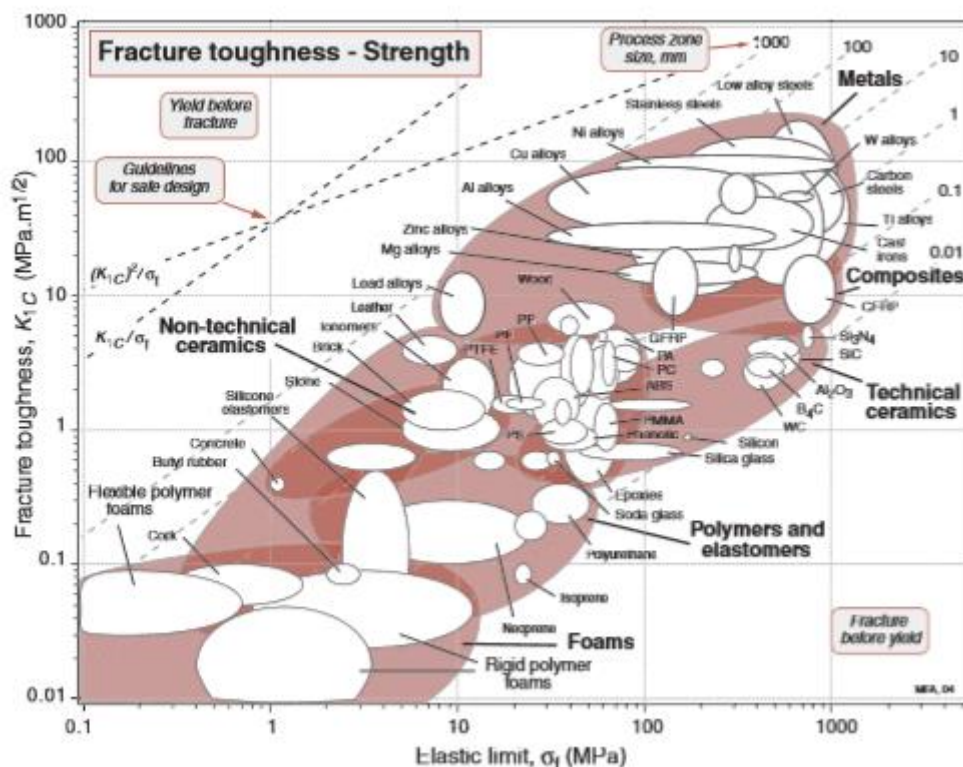 1000
Fracture toughness - Strength
Process zone
size, mm
1000
100
10
1
0.1
0.01
Metals
Low alloy steels
Stainless steels
Ni alloys
Cu alloys
Al alloys
Zinc alloys
Mg alloys
W alloys
Carbon
steels
Ti alloys
Cast
irons
Composites
CFRP
Yield before
fracture
Guidelines
for safe design
100
(K1C)²/σf
K1C/σf
10
Lead alloys
Leather
Ionomers
Non-technical
ceramics
Brick
Stone
Silicone
elastomers
Concrete
Butyl rubber
Flexible polymer
foams
Cork
Wood
PP
PTFE
GFRP
PA
PC
ABS
PMMA
Phenolic
PS
Si3N4
SiC
Al2O3
Technical
ceramics
B4C
WC
Silicon
Silica glass
Epoxies
Soda glass
Polymers and
elastomers
Polyurethane
Isoprene
Neoprene
Foams
Rigid polymer
foams
Fracture
before yield
MFA, 04
1
0.1
0.01
Fracture toughness, K1C (MPa.m1/2)
0.1
1
10
100
1000
Elastic limit, σf (MPa)